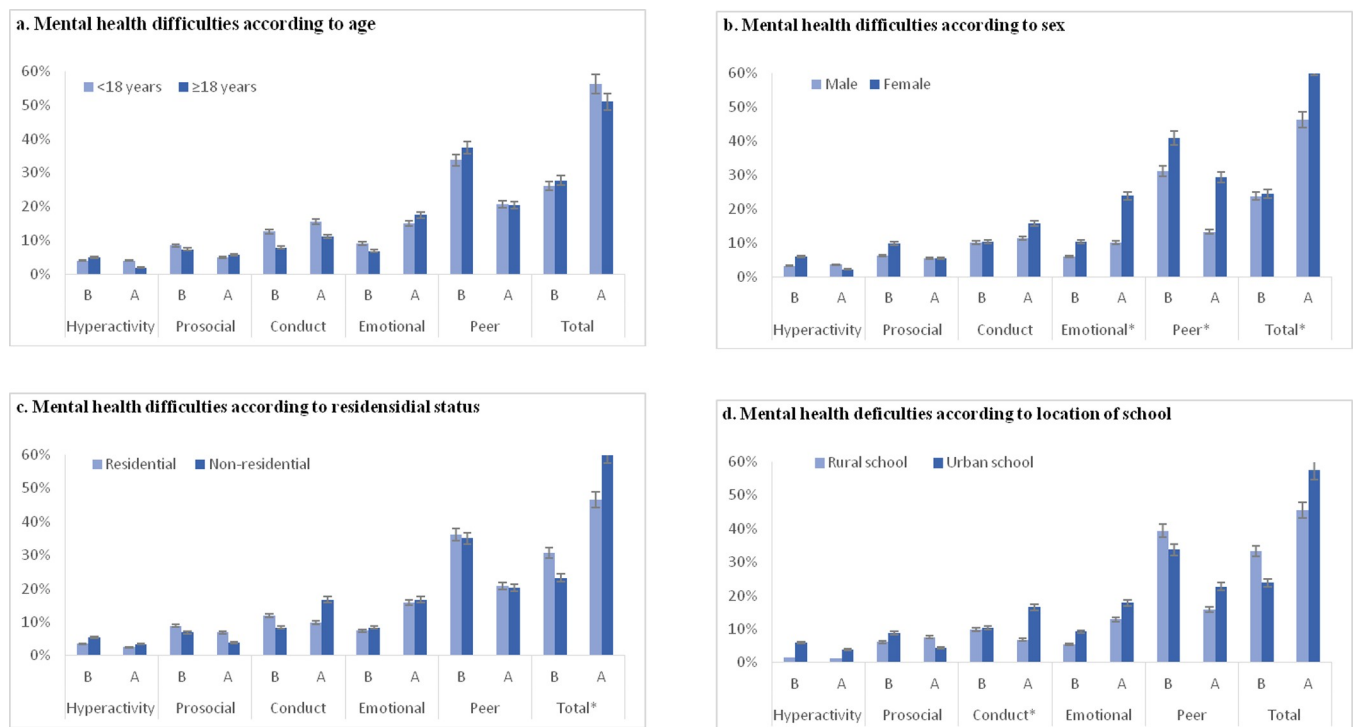 a. Mental health difficulties according to age
<18 years ≥18 years
60%
50%
40%
30%
20%
10%
0%
B A B A B A B A B A B A
Hyperactivity Prosocial Conduct Emotional Peer Total
b. Mental health difficulties according to sex
Male Female
60%
50%
40%
30%
20%
10%
0%
B A B A B A B A B A B A
Hyperactivity Prosocial Conduct Emotional* Peer* Total*
c. Mental health difficulties according to residensidial status
Residential Non-residential
60%
50%
40%
30%
20%
10%
0%
B A B A B A B A B A B A
Hyperactivity Prosocial Conduct Emotional Peer Total*
d. Mental health deficulties according to location of school
Rural school Urban school
60%
50%
40%
30%
20%
10%
0%
B A B A B A B A B A B A
Hyperactivity Prosocial Conduct* Emotional Peer Total